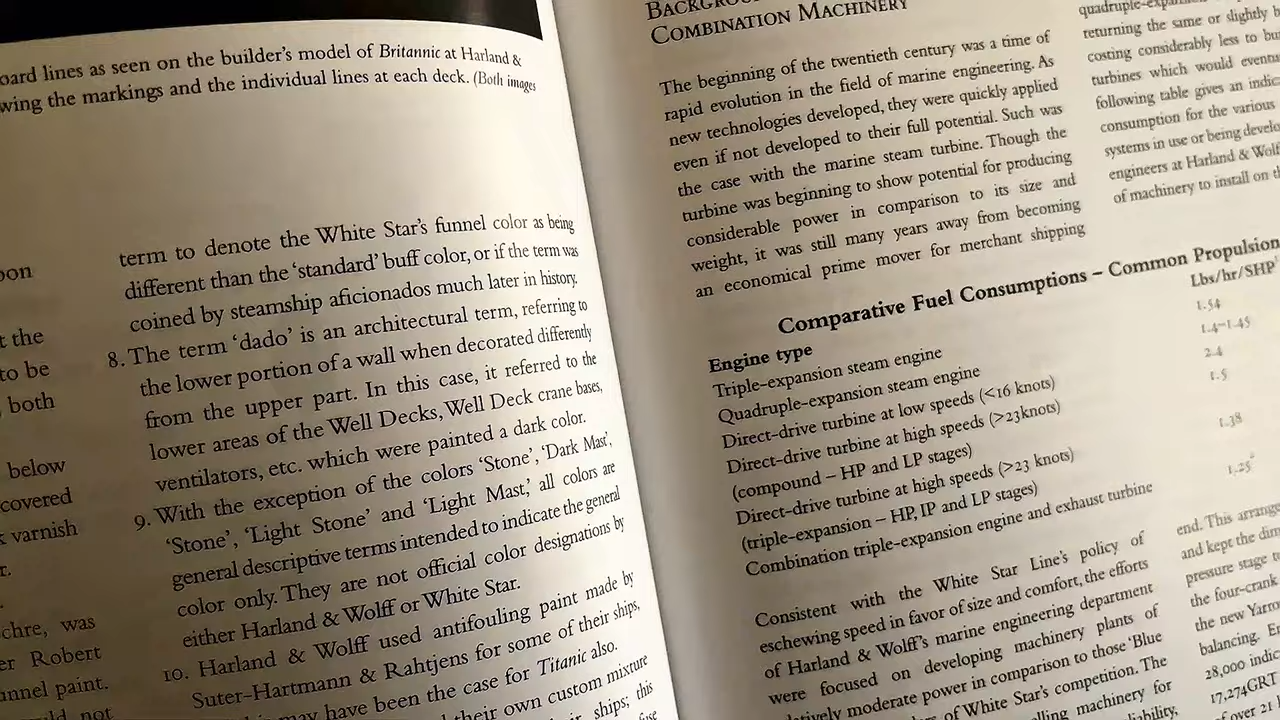 oard lines as seen on the builder's model of Britannic at Harland &
wing the markings and the individual lines at each deck. (Both images
oon
t the
to be
both
below
covered
varnish
r.
chre, was
er Robert
unnel paint.
not
term to denote the White Star's funnel color as being
different than the 'standard' buff color, or if the term was
coined by steamship aficionados much later in history.
8. The term 'dado' is an architectural term, referring to
the lower portion of a wall when decorated differently
from the upper part. In this case, it referred to the
lower areas of the Well Decks, Well Deck crane bases,
ventilators, etc. which were painted a dark color.
9. With the exception of the colors 'Stone', 'Dark Mast',
'Stone', 'Light Stone' and 'Light Mast,' all colors are
general descriptive terms intended to indicate the general
color only. They are not official color designations by
either Harland & Wolff or White Star.
10. Harland & Wolff used antifouling paint made by
Suter-Hartmann & Rahtjens for some of their ships,
may have been the case for Titanic also.
their own custom mixture
ships; this
COMBINATION MACHINERY
The beginning of the twentieth century was a time of
rapid evolution in the field of marine engineering. As
new technologies developed, they were quickly applied
even if not developed to their full potential. Such was
the case with the marine steam turbine. Though the
turbine was beginning to show potential for producing
considerable power in comparison to its size and
weight, it was still many years away from becoming
an economical prime mover for merchant shipping
returning the same or slightly b
costing considerably less to bu
turbines which would eventu
following table gives an indic
consumption for the various
systems in use or being develo
engineers at Harland & Wolf
of machinery to install on th
Comparative Fuel Consumptions – Common Propulsion
Engine type Lbs/hr/SHP
Triple-expansion steam engine 1.54
Quadruple-expansion steam engine 1.4-1.45
Direct-drive turbine at low speeds (<16 knots) 2.4
Direct-drive turbine at high speeds (>23knots) 1.5
(compound – HP and LP stages)
Direct-drive turbine at high speeds (>23 knots) 1.38
(triple-expansion – HP, IP and LP stages)
Combination triple-expansion engine and exhaust turbine 1.25
Consistent with the White Star Line's policy of
eschewing speed in favor of size and comfort, the efforts
of Harland & Wolff's marine engineering department
were focused on developing machinery plants of
latively moderate power in comparison to those 'Blue
of White Star's competition. The
lling machinery for
end. This arrang
and kept the dim
pressure stage t
the four-crank
the new Yarro
balancing. E
28,000 indic
17,274GRT
over 21